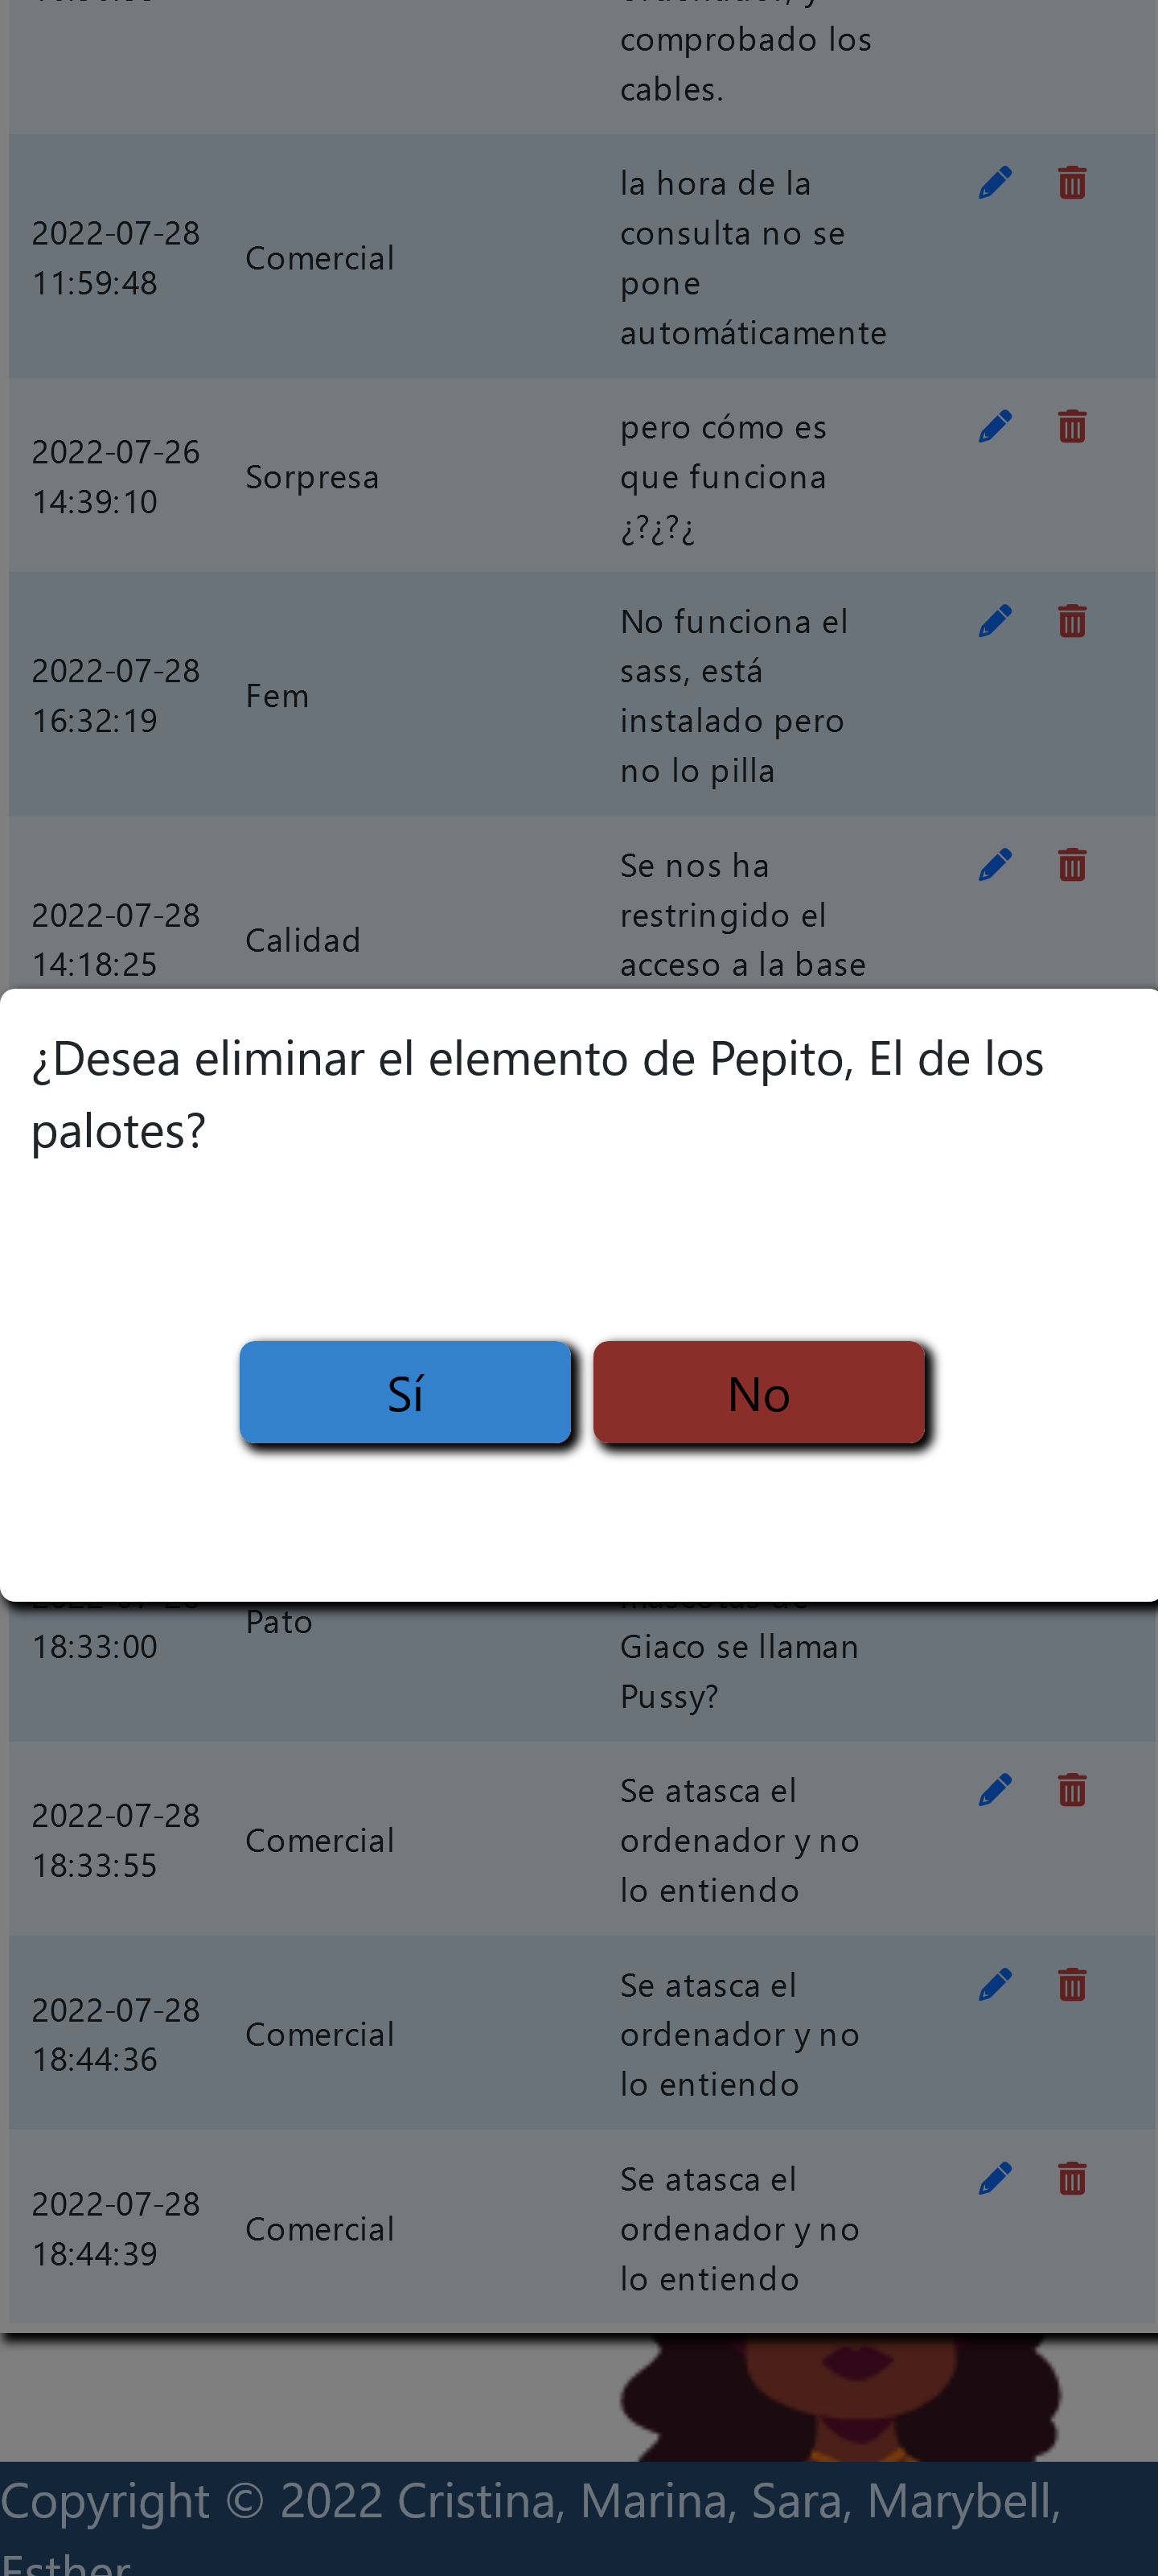 comprobado los
cables.
2022-07-28
11:59:48
Comercial
la hora de la
consulta no se
pone
automáticamente
2022-07-26
14:39:10
Sorpresa
pero cómo es
que funciona
¿?¿?¿
2022-07-28
16:32:19
Fem
No funciona el
sass, está
instalado pero
no lo pilla
2022-07-28
14:18:25
Calidad
Se nos ha
restringido el
acceso a la base
¿Desea eliminar el elemento de Pepito, El de los
palotes?
Sí
No
18:33:00
Pato
Giaco se llaman
Pussy?
2022-07-28
18:33:55
Comercial
Se atasca el
ordenador y no
lo entiendo
2022-07-28
18:44:36
Comercial
Se atasca el
ordenador y no
lo entiendo
2022-07-28
18:44:39
Comercial
Se atasca el
ordenador y no
lo entiendo
Copyright © 2022 Cristina, Marina, Sara, Marybell,
Esther